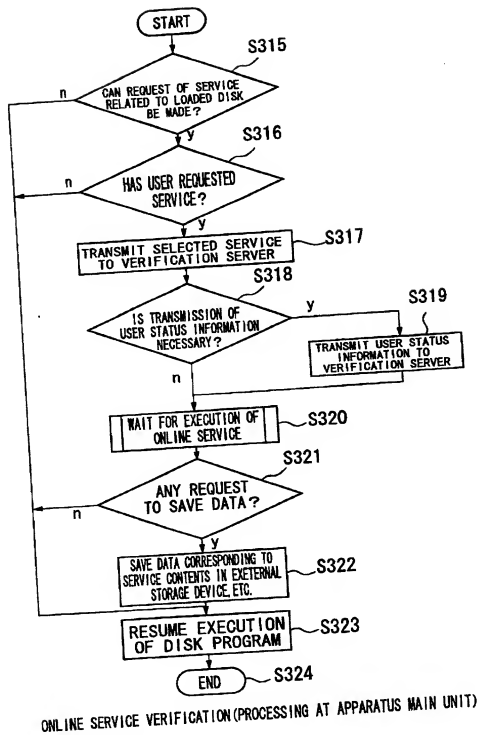 START
S315
CAN REQUEST OF SERVICE
RELATED TO LOADED DISK
BE MADE?
n
y
S316
HAS USER REQUESTED
SERVICE?
n
y
S317
TRANSMIT SELECTED SERVICE
TO VERIFICATION SERVER
S318
IS TRANSMISSION OF
USER STATUS INFORMATION
NECESSARY?
y
n
S319
TRANSMIT USER STATUS
INFORMATION TO
VERIFICATION SERVER
WAIT FOR EXECUTION OF
ONLINE SERVICE
S320
S321
ANY REQUEST
TO SAVE DATA?
n
y
SAVE DATA CORRESPONDING TO
SERVICE CONTENTS IN EXETERNAL
STORAGE DEVICE, ETC.
S322
RESUME EXECUTION
OF DISK PROGRAM
S323
END
S324
ONLINE SERVICE VERIFICATION(PROCESSING AT APPARATUS MAIN UNIT)